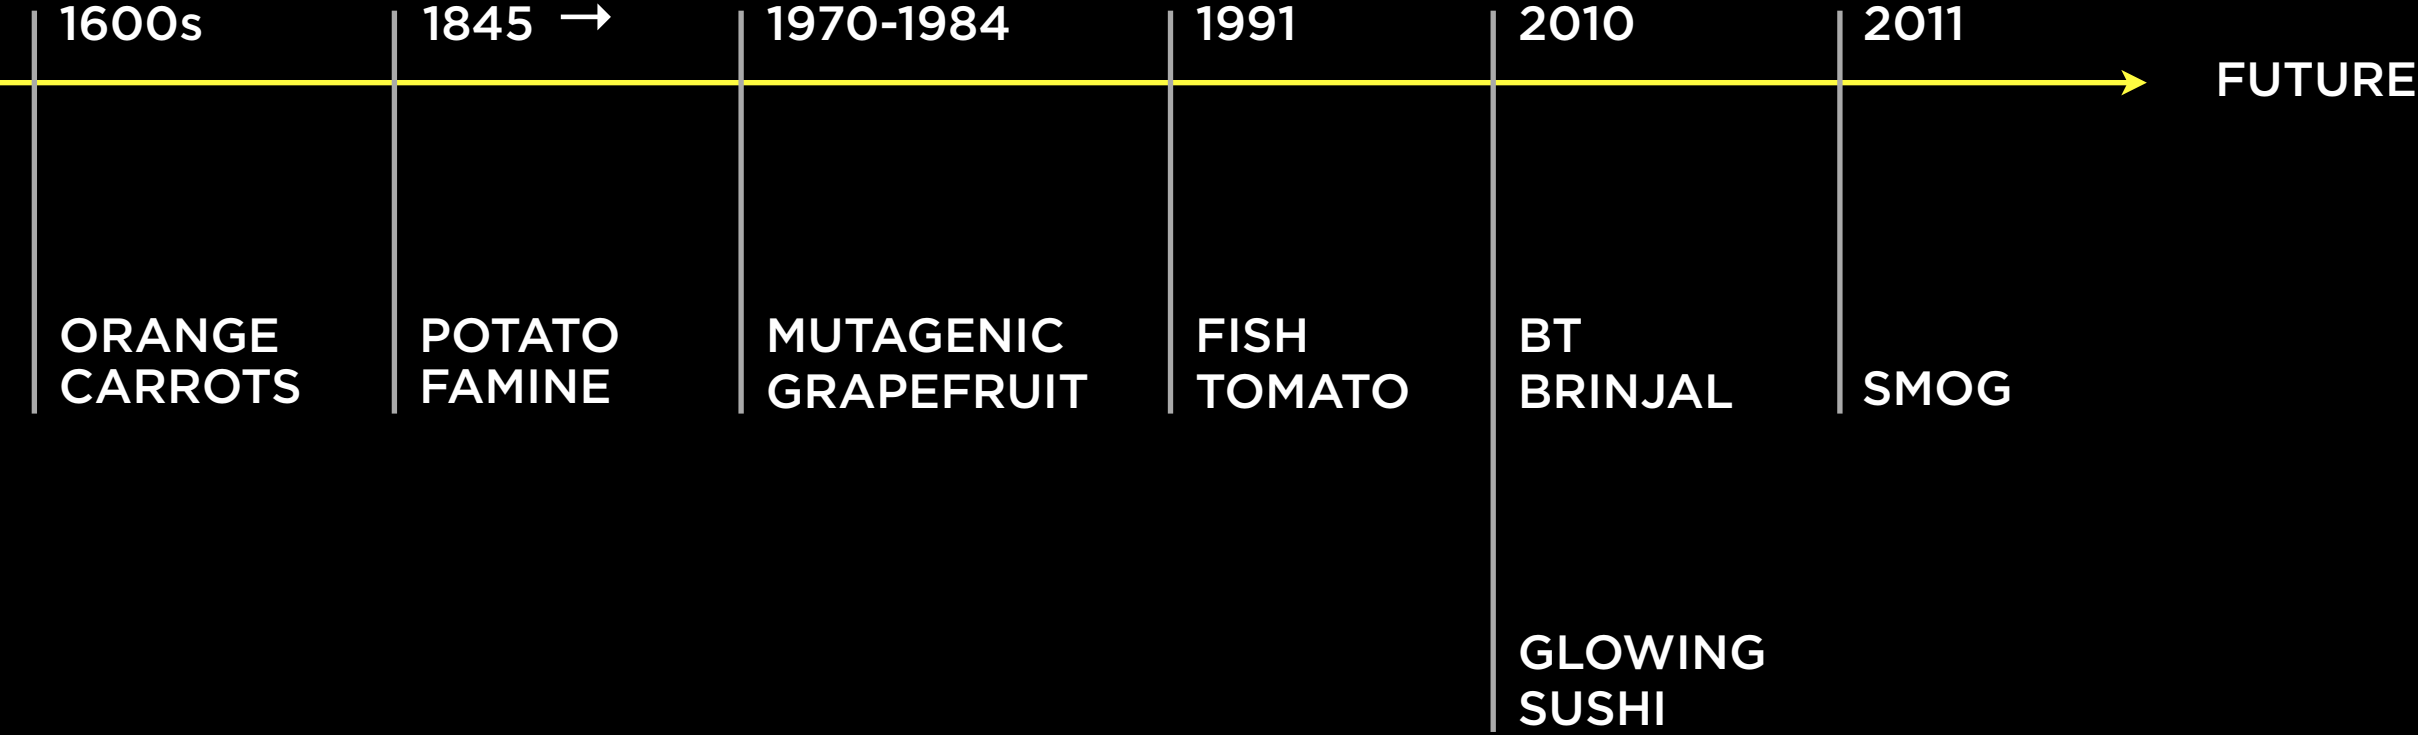 1600s
1845 →
1970-1984
1991
2010
2011
FUTURE
ORANGE
CARROTS
POTATO
FAMINE
MUTAGENIC
GRAPEFRUIT
FISH
TOMATO
BT
BRINJAL
SMOG
GLOWING
SUSHI